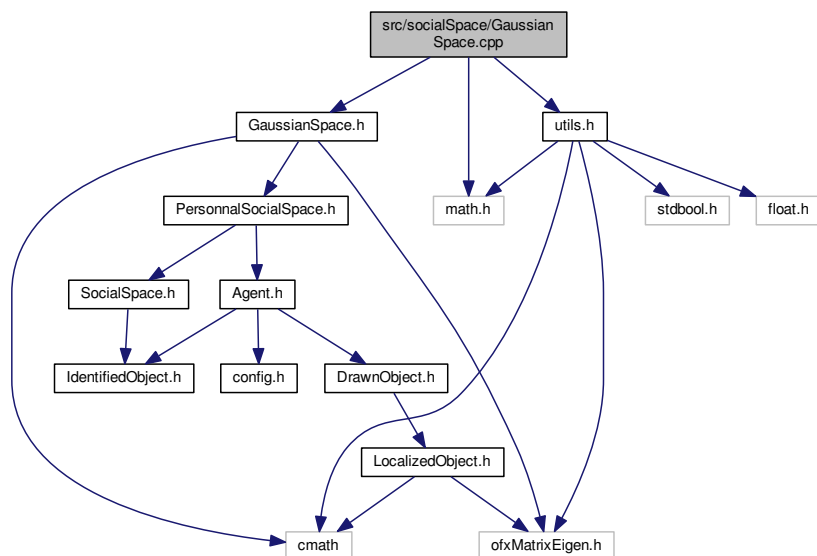 src/socialSpace/Gaussian
Space.cpp
GaussianSpace.h
utils.h
PersonnalSocialSpace.h
math.h
stdbool.h
float.h
SocialSpace.h
Agent.h
IdentifiedObject.h
config.h
DrawnObject.h
LocalizedObject.h
cmath
ofxMatrixEigen.h